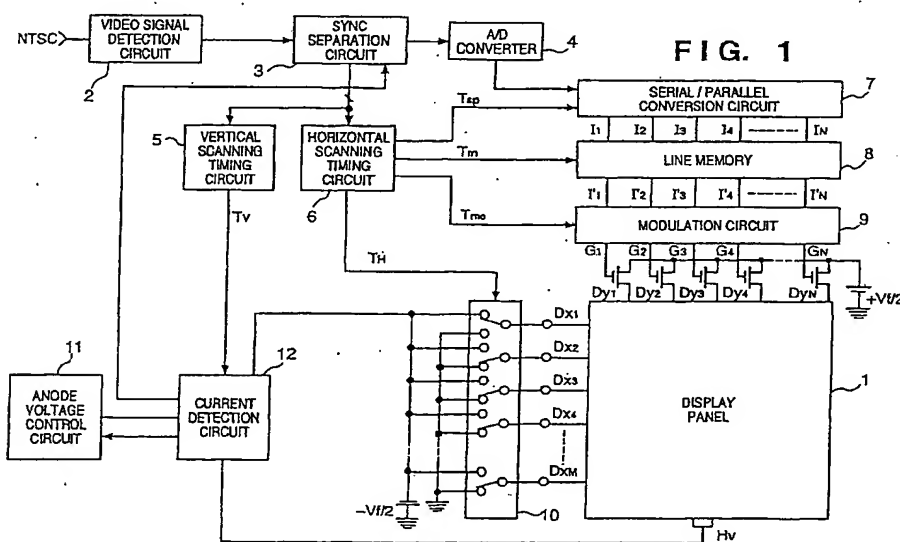 FIG. 1
NTSC
VIDEO SIGNAL
DETECTION
CIRCUIT
2
SYNC
SEPARATION
CIRCUIT
3
A/D
CONVERTER
4
SERIAL / PARALLEL
CONVERSION CIRCUIT
7
Tsp
I1 I2 I3 I4 IN
5
VERTICAL
SCANNING
TIMING
CIRCUIT
HORIZONTAL
SCANNING
TIMING
CIRCUIT
6
Tm
LINE MEMORY
8
I'1 I'2 I'3 I'4 I'N
Tmo
MODULATION CIRCUIT
9
Tv
TH
G1 G2 G3 G4 GN
Dy1 Dy2 Dy3 Dy4 DyN
+Vf/2
11
ANODE
VOLTAGE
CONTROL
CIRCUIT
12
CURRENT
DETECTION
CIRCUIT
Dx1
Dx2
Dx3
Dx4
DxM
DISPLAY
PANEL
1
-Vf/2
10
Hv